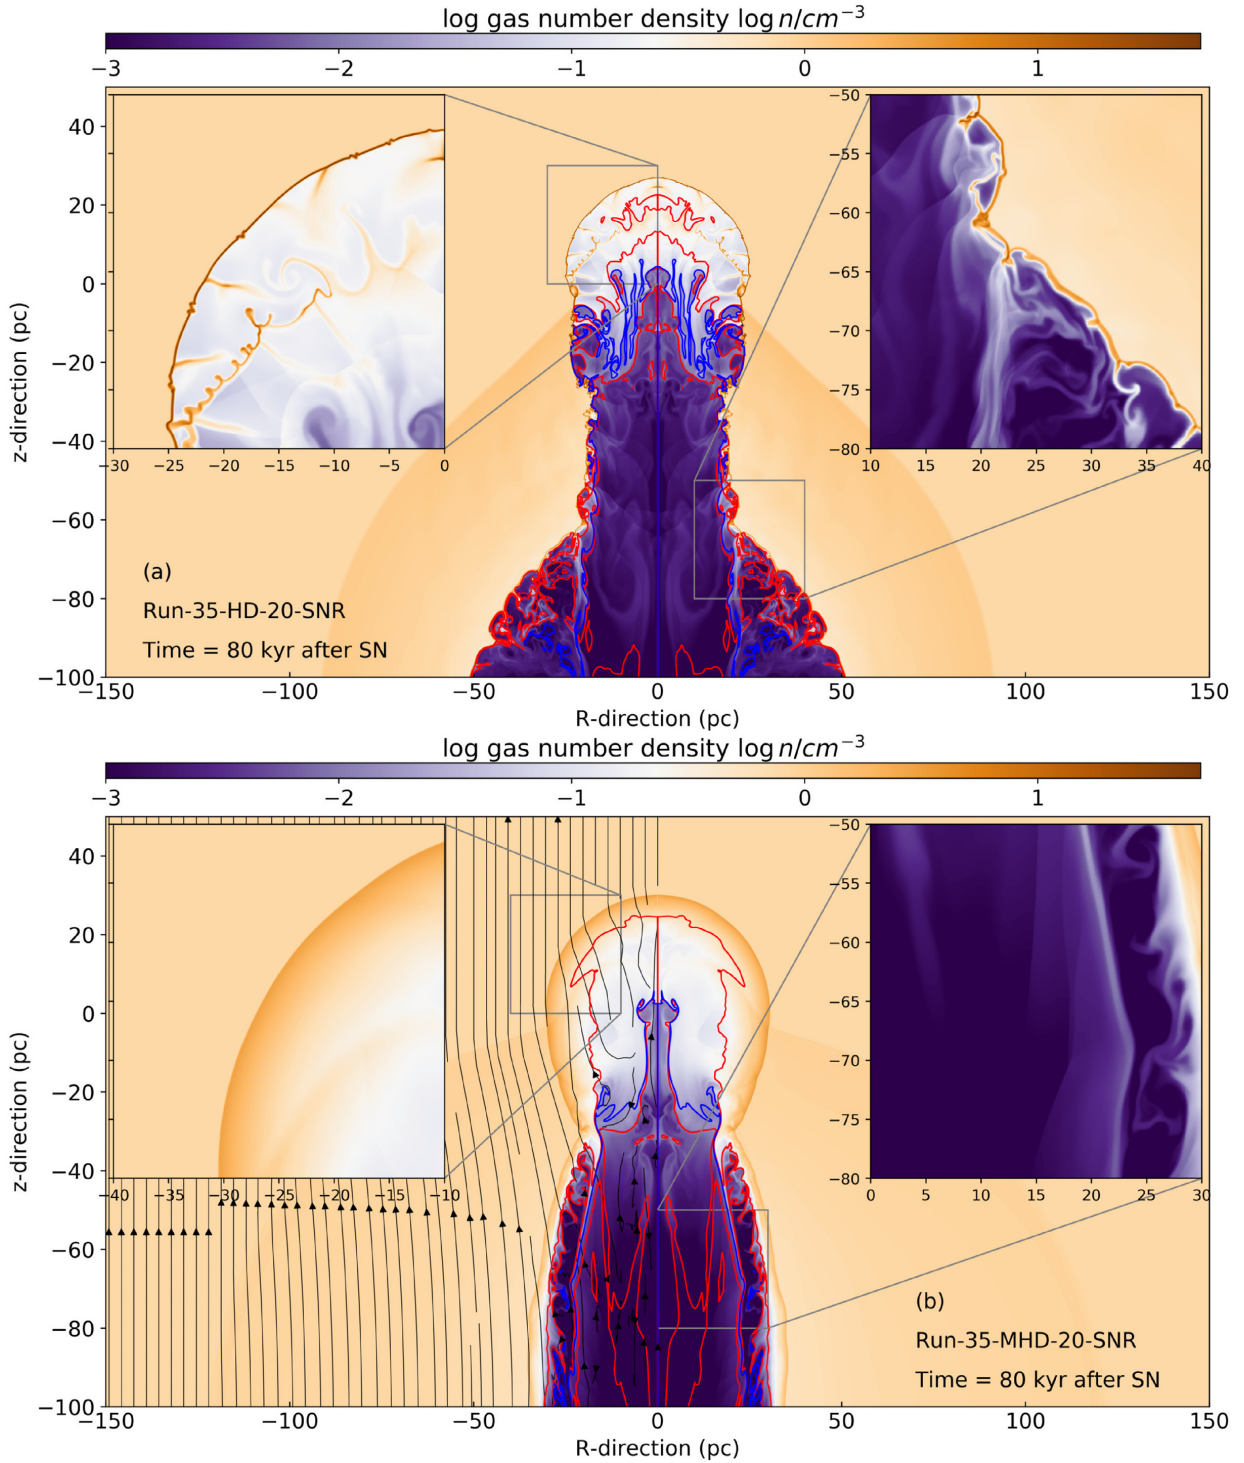 log gas number density log n/cm⁻³
−3 −2 −1 0 1
40
20
0
−20
−40
−60
−80
−100
z-direction (pc)
−30 −25 −20 −15 −10 −5 0
−50
−55
−60
−65
−70
−75
−80
10 15 20 25 30 35 40
(a)
Run-35-HD-20-SNR
Time = 80 kyr after SN
−150 −100 −50 0 50 100 150
R-direction (pc)
log gas number density log n/cm⁻³
−3 −2 −1 0 1
40
20
0
−20
−40
−60
−80
−100
z-direction (pc)
−40 −35 −30 −25 −20 −15 −10
−50
−55
−60
−65
−70
−75
−80
0 5 10 15 20 25 30
(b)
Run-35-MHD-20-SNR
Time = 80 kyr after SN
−150 −100 −50 0 50 100 150
R-direction (pc)